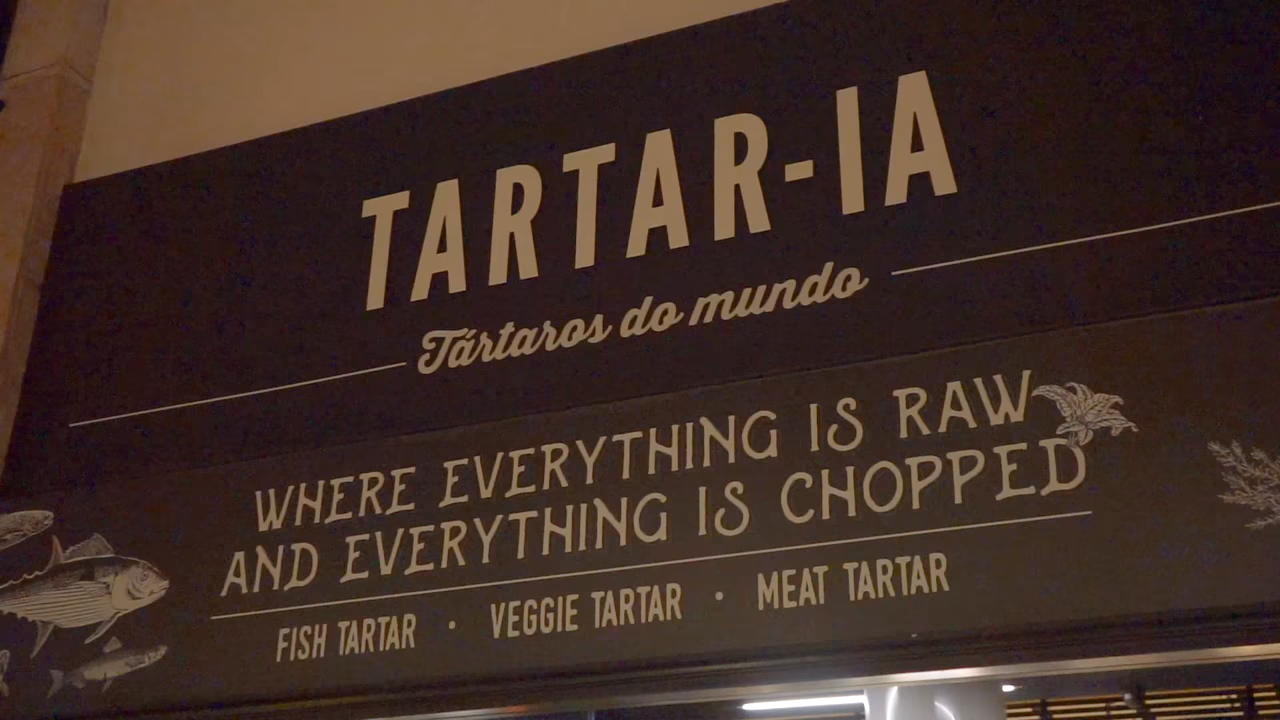 TARTAR-IA
Tártaros do mundo
WHERE EVERYTHING IS RAW
AND EVERYTHING IS CHOPPED
FISH TARTAR • VEGGIE TARTAR • MEAT TARTAR